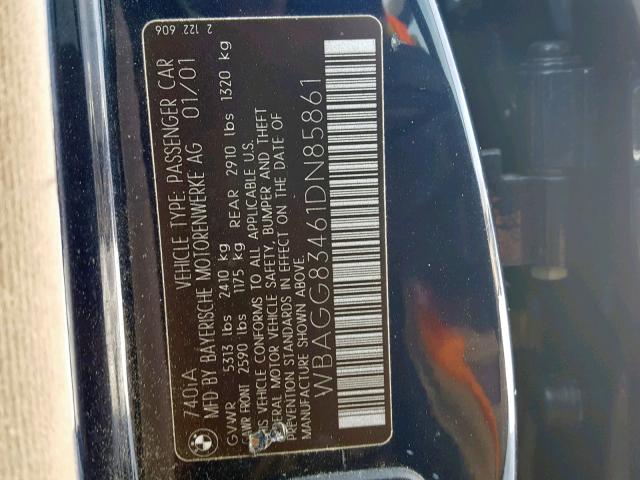 2 122 606
740iA VEHICLE TYPE: PASSENGER CAR
MFD BY BAYERISCHE MOTORENWERKE AG 01/01
GVWR 5313 lbs 2410 kg
GAWR FRONT 2590 lbs 1175 kg REAR 2910 lbs 1320 kg
THIS VEHICLE CONFORMS TO ALL APPLICABLE U.S.
FEDERAL MOTOR VEHICLE SAFETY, BUMPER AND THEFT
PREVENTION STANDARDS IN EFFECT ON THE DATE OF
MANUFACTURE SHOWN ABOVE
WBAGG83461DN85861